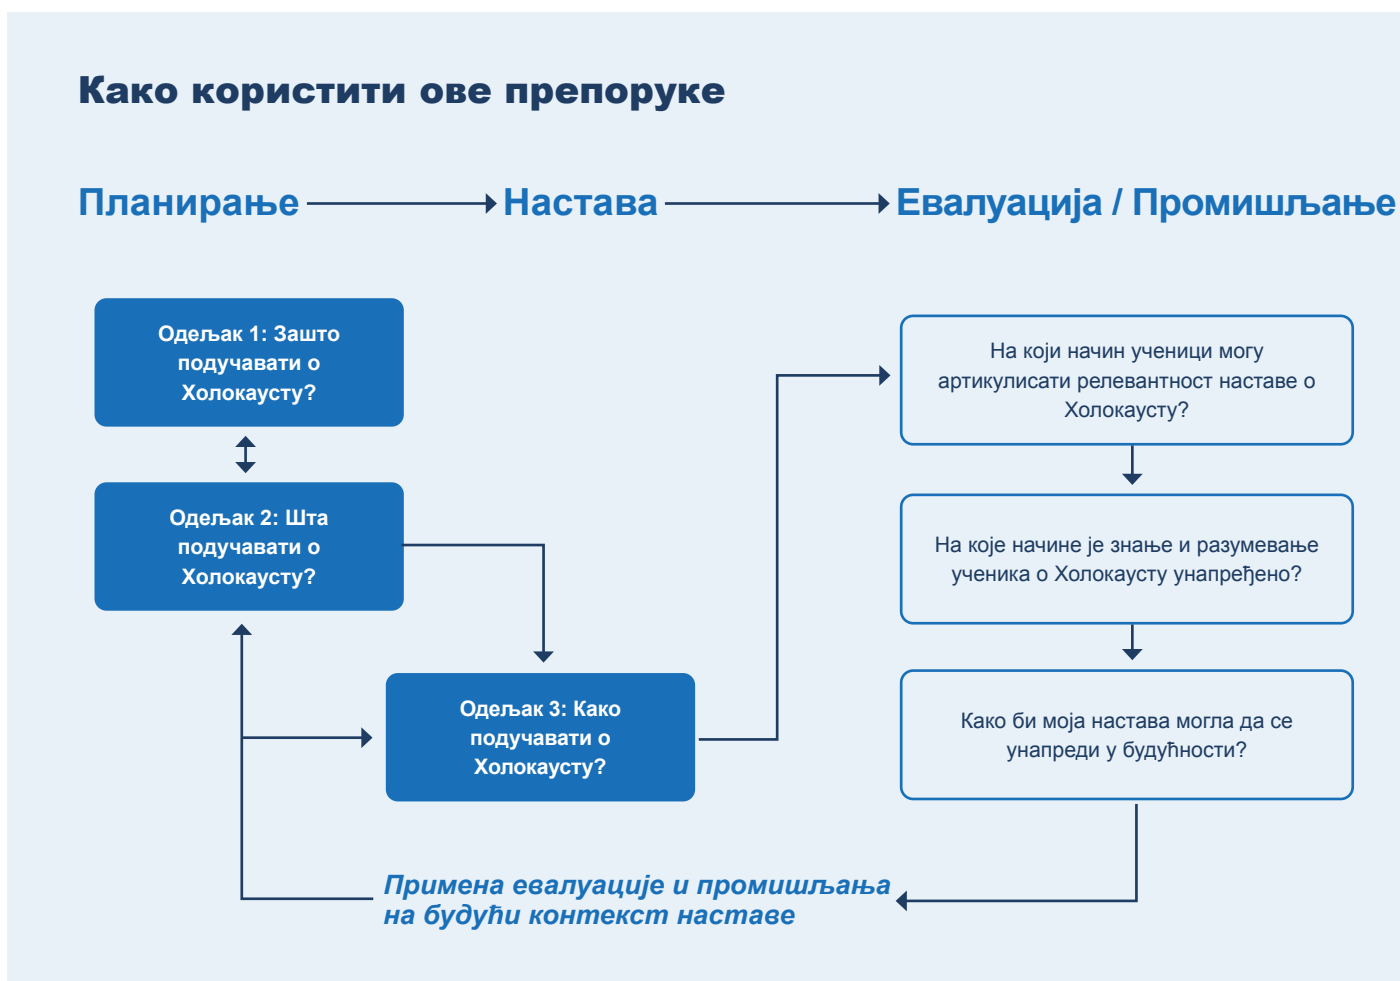 Како користити ове препоруке
Планирање
Настава
Евалуација / Промишљање
Одељак 1: Зашто
подучавати о
Холокаусту?
Одељак 2: Шта
подучавати о
Холокаусту?
Одељак 3: Како
подучавати о
Холокаусту?
На који начин ученици могу
артикулисати релевантност наставе о
Холокаусту?
На које начине је знање и разумевање
ученика о Холокаусту унапређено?
Како би моја настава могла да се
унапреди у будућности?
Примена евалуације и промишљања
на будући контекст наставе